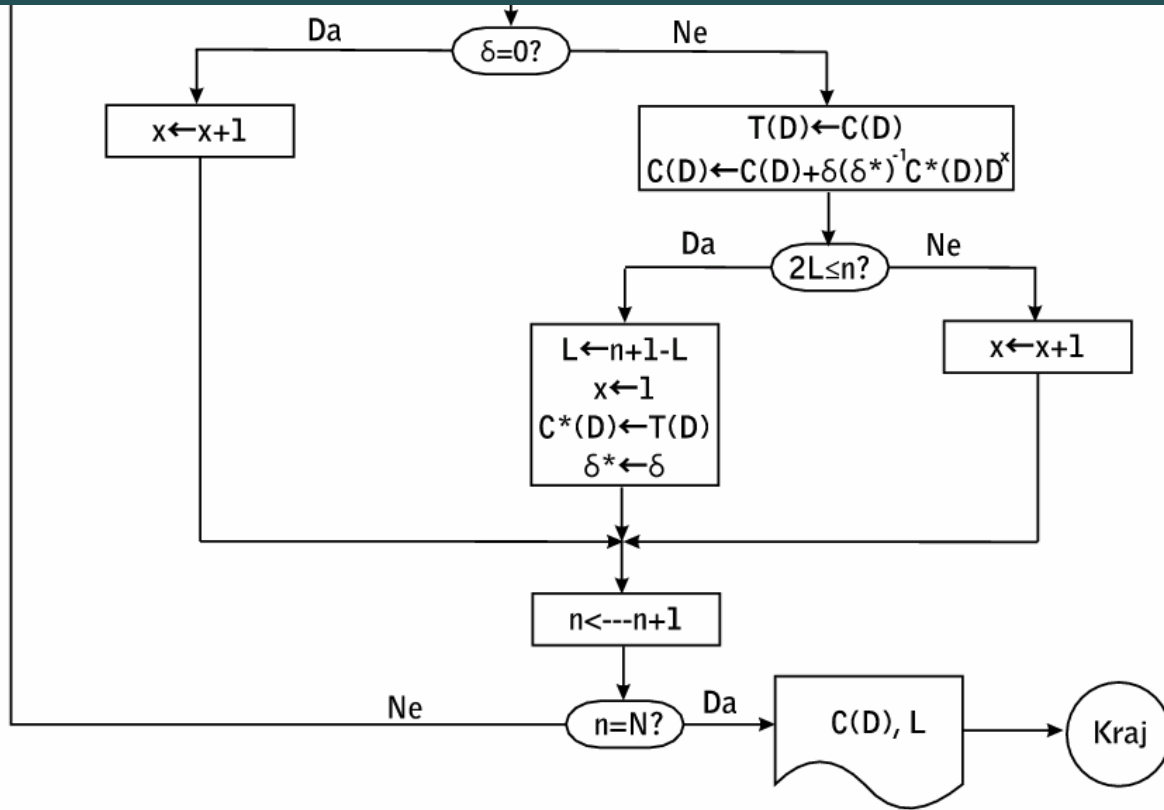 Da
δ=0?
Ne
x←x+1
T(D)←C(D)
C(D)←C(D)+δ(δ*)⁻¹C*(D)Dˣ
Da
2L≤n?
Ne
L←n+1-L
x←1
C*(D)←T(D)
δ*←δ
x←x+1
n<---n+1
Ne
n=N?
Da
C(D), L
Kraj